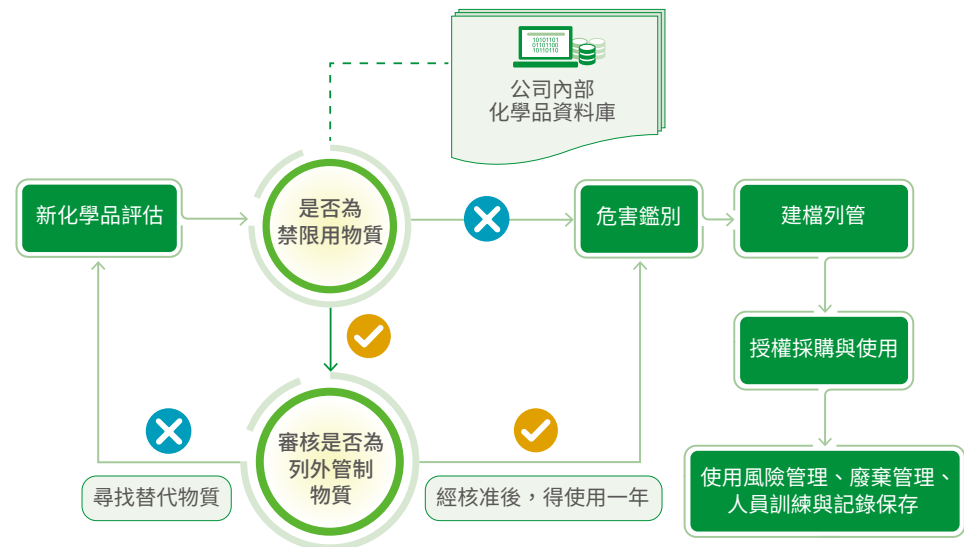 10101101
01101100
10110110
公司內部
化學品資料庫
新化學品評估
是否為
禁限用物質
危害鑑別
建檔列管
授權採購與使用
審核是否為
列外管制
物質
尋找替代物質
經核准後，得使用一年
使用風險管理、廢棄管理、
人員訓練與記錄保存